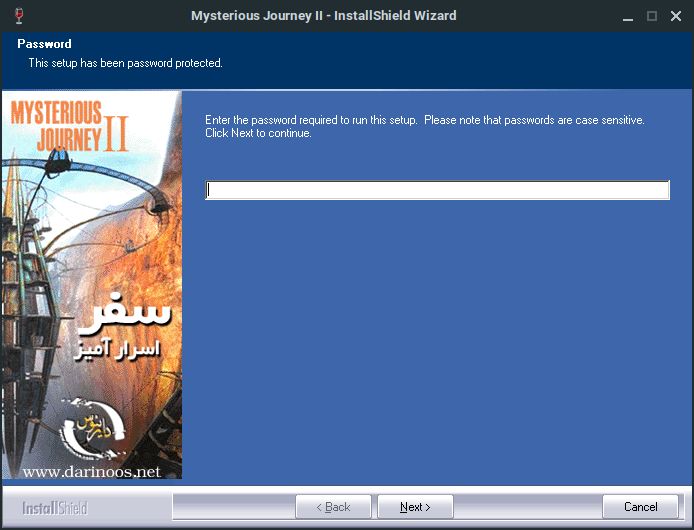 Mysterious Journey II - InstallShield Wizard
Password
This setup has been password protected.
MYSTERIOUS
JOURNEY II
Enter the password required to run this setup.  Please note that passwords are case sensitive.
Click Next to continue.
سفر
اسرار آمیز
دارینوس
www.darinoos.net
InstallShield
< Back
Next >
Cancel